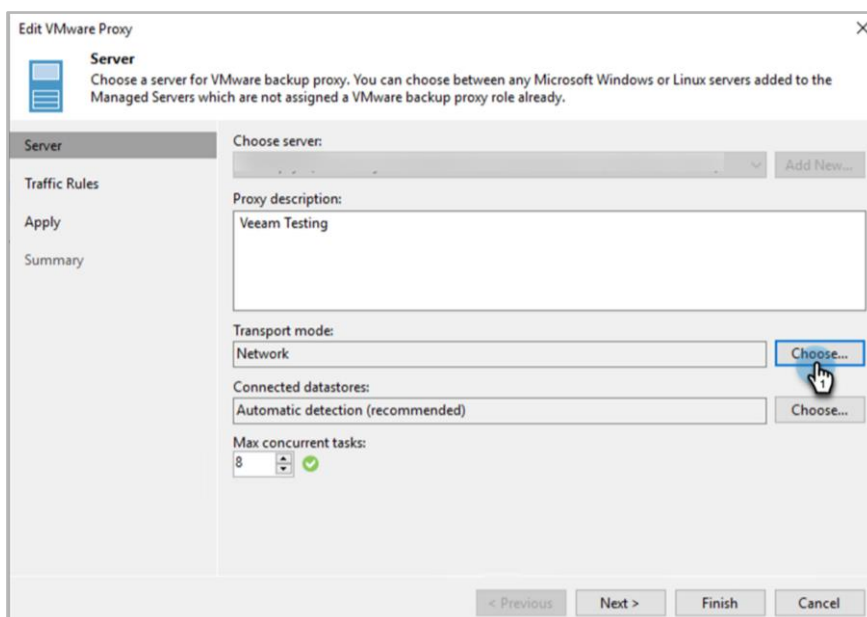 Edit VMware Proxy
Server
Choose a server for VMware backup proxy. You can choose between any Microsoft Windows or Linux servers added to the
Managed Servers which are not assigned a VMware backup proxy role already.
Server
Traffic Rules
Apply
Summary
Choose server:
Add New...
Proxy description:
Veeam Testing
Transport mode:
Network
Choose...
1
Connected datastores:
Automatic detection (recommended)
Choose...
Max concurrent tasks:
8
< Previous
Next >
Finish
Cancel